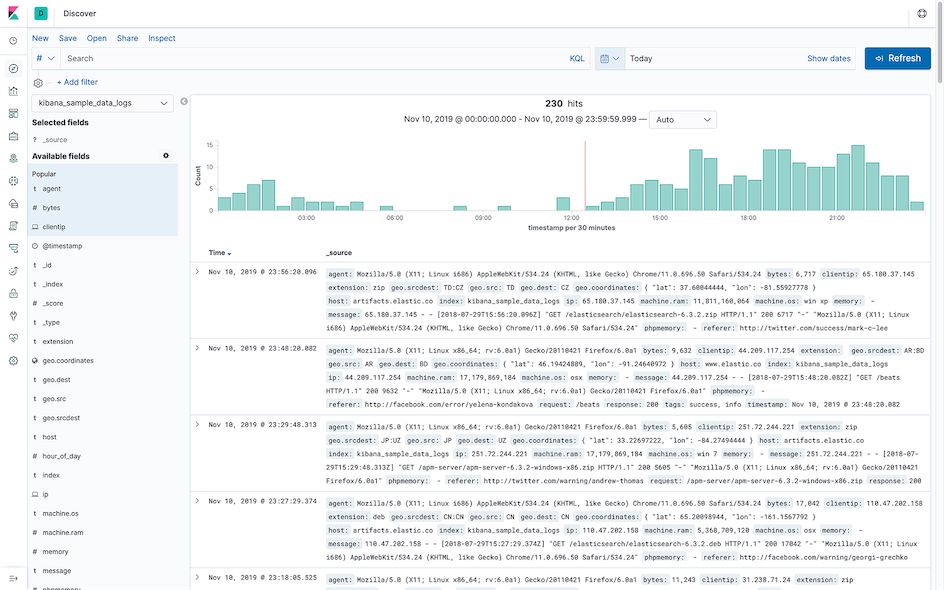 D Discover
New Save Open Share Inspect
# Search KQL Today Show dates Refresh
+ Add filter
kibana_sample_data_logs
Selected fields
? _source
Available fields
Popular
t agent
# bytes
clientip
@timestamp
t _id
t _index
# _score
t _type
t extension
geo.coordinates
t geo.dest
t geo.src
t geo.srcdest
t host
# hour_of_day
t index
ip
t machine.os
# machine.ram
# memory
t message
# phpmemory
230 hits
Nov 10, 2019 @ 00:00:00.000 - Nov 10, 2019 @ 23:59:59.999 — Auto
Count
15
10
5
0
03:00 06:00 09:00 12:00 15:00 18:00 21:00
timestamp per 30 minutes
Time _source
Nov 10, 2019 @ 23:56:20.096 agent: Mozilla/5.0 (X11; Linux i686) AppleWebKit/534.24 (KHTML, like Gecko) Chrome/11.0.696.50 Safari/534.24 bytes: 6,717 clientip: 65.180.37.145
extension: zip geo.srcdest: TD:CZ geo.src: TD geo.dest: CZ geo.coordinates: { "lat": 37.60044444, "lon": -81.55927778 }
host: artifacts.elastic.co index: kibana_sample_data_logs ip: 65.180.37.145 machine.ram: 11,811,160,064 machine.os: win xp memory: -
message: 65.180.37.145 - - [2018-07-29T15:56:20.096Z] "GET /elasticsearch/elasticsearch-6.3.2.zip HTTP/1.1" 200 6717 "-" "Mozilla/5.0 (X11; Linux
i686) AppleWebKit/534.24 (KHTML, like Gecko) Chrome/11.0.696.50 Safari/534.24" phpmemory: - referer: http://twitter.com/success/mark-c-lee
Nov 10, 2019 @ 23:48:20.082 agent: Mozilla/5.0 (X11; Linux x86_64; rv:6.0a1) Gecko/20110421 Firefox/6.0a1 bytes: 9,632 clientip: 44.209.117.254 extension: geo.srcdest: AR:BD
geo.src: AR geo.dest: BD geo.coordinates: { "lat": 46.19424889, "lon": -91.24640972 } host: www.elastic.co index: kibana_sample_data_logs
ip: 44.209.117.254 machine.ram: 17,179,869,184 machine.os: osx memory: - message: 44.209.117.254 - - [2018-07-29T15:48:20.082Z] "GET /beats
HTTP/1.1" 200 9632 "-" "Mozilla/5.0 (X11; Linux x86_64; rv:6.0a1) Gecko/20110421 Firefox/6.0a1" phpmemory: -
referer: http://facebook.com/error/yelena-kondakova request: /beats response: 200 tags: success, info timestamp: Nov 10, 2019 @ 23:48:20.082
Nov 10, 2019 @ 23:29:48.313 agent: Mozilla/5.0 (X11; Linux x86_64; rv:6.0a1) Gecko/20110421 Firefox/6.0a1 bytes: 5,605 clientip: 251.72.244.221 extension: zip
geo.srcdest: JP:UZ geo.src: JP geo.dest: UZ geo.coordinates: { "lat": 33.22697222, "lon": -84.27494444 } host: artifacts.elastic.co
index: kibana_sample_data_logs ip: 251.72.244.221 machine.ram: 17,179,869,184 machine.os: win 7 memory: - message: 251.72.244.221 - - [2018-07-
29T15:29:48.313Z] "GET /apm-server/apm-server-6.3.2-windows-x86.zip HTTP/1.1" 200 5605 "-" "Mozilla/5.0 (X11; Linux x86_64; rv:6.0a1) Gecko/20110421
Firefox/6.0a1" phpmemory: - referer: http://twitter.com/warning/andrew-thomas request: /apm-server/apm-server-6.3.2-windows-x86.zip response: 200
Nov 10, 2019 @ 23:27:29.374 agent: Mozilla/5.0 (X11; Linux x86_64; rv:6.0a1) Gecko/20110421 Firefox/6.0a1 bytes: 17,042 clientip: 110.47.202.158
extension: deb geo.srcdest: CN:CN geo.src: CN geo.dest: CN geo.coordinates: { "lat": 65.20098944, "lon": -161.1567792 }
host: artifacts.elastic.co index: kibana_sample_data_logs ip: 110.47.202.158 machine.ram: 5,368,709,120 machine.os: osx memory: -
message: 110.47.202.158 - - [2018-07-29T15:27:29.374Z] "GET /elasticsearch/elasticsearch-6.3.2.deb HTTP/1.1" 200 17042 "-" "Mozilla/5.0 (X11; Linux
i686) AppleWebKit/534.24 (KHTML, like Gecko) Chrome/11.0.696.50 Safari/534.24" phpmemory: - referer: http://facebook.com/warning/georgi-grechko
Nov 10, 2019 @ 23:18:05.525 agent: Mozilla/5.0 (X11; Linux x86_64; rv:6.0a1) Gecko/20110421 Firefox/6.0a1 bytes: 11,243 clientip: 31.238.71.24 extension: zip